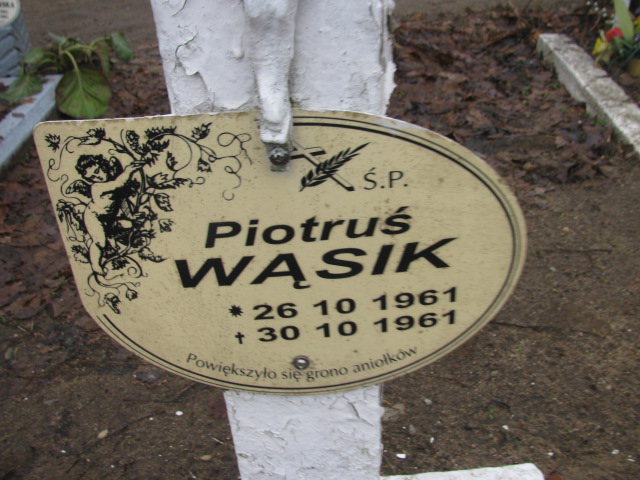 Ś.P.
Piotruś
WĄSIK
* 26 10 1961
† 30 10 1961
Powiększyło się grono aniołków